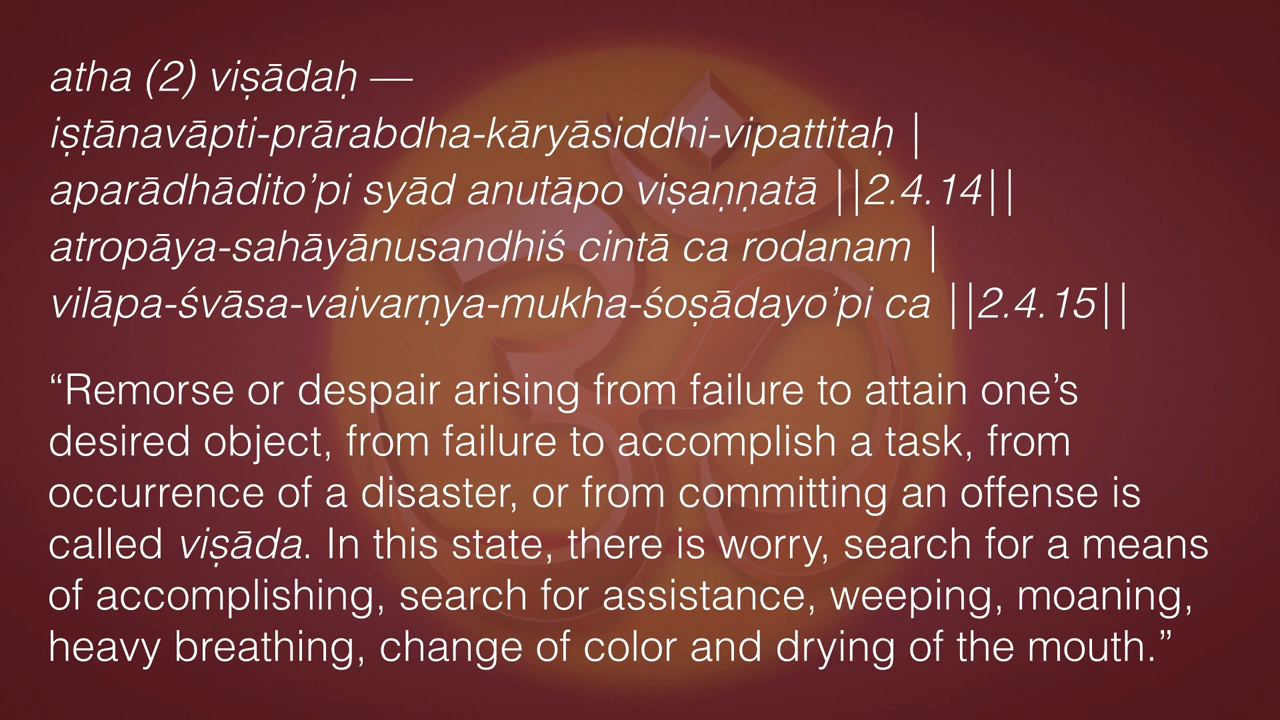 atha (2) viṣādaḥ —
iṣṭānavāpti-prārabdha-kāryāsiddhi-vipattitaḥ |
aparādhādito’pi syād anutāpo viṣaṇṇatā ||2.4.14||
atropāya-sahāyānusandhiś cintā ca rodanam |
vilāpa-śvāsa-vaivarṇya-mukha-śoṣādayo’pi ca ||2.4.15||
“Remorse or despair arising from failure to attain one’s
desired object, from failure to accomplish a task, from
occurrence of a disaster, or from committing an offense is
called viṣāda. In this state, there is worry, search for a means
of accomplishing, search for assistance, weeping, moaning,
heavy breathing, change of color and drying of the mouth.”